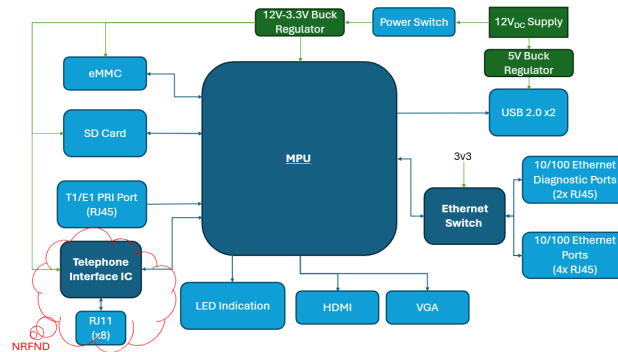 12V-3.3V Buck
Regulator
Power Switch
12VDC Supply
5V Buck
Regulator
eMMC
USB 2.0 x2
SD Card
MPU
3v3
10/100 Ethernet
Diagnostic Ports
(2x RJ45)
T1/E1 PRI Port
(RJ45)
Ethernet
Switch
10/100 Ethernet
Ports
(4x RJ45)
Telephone
Interface IC
RJ11
(x8)
LED Indication
HDMI
VGA
NRFND